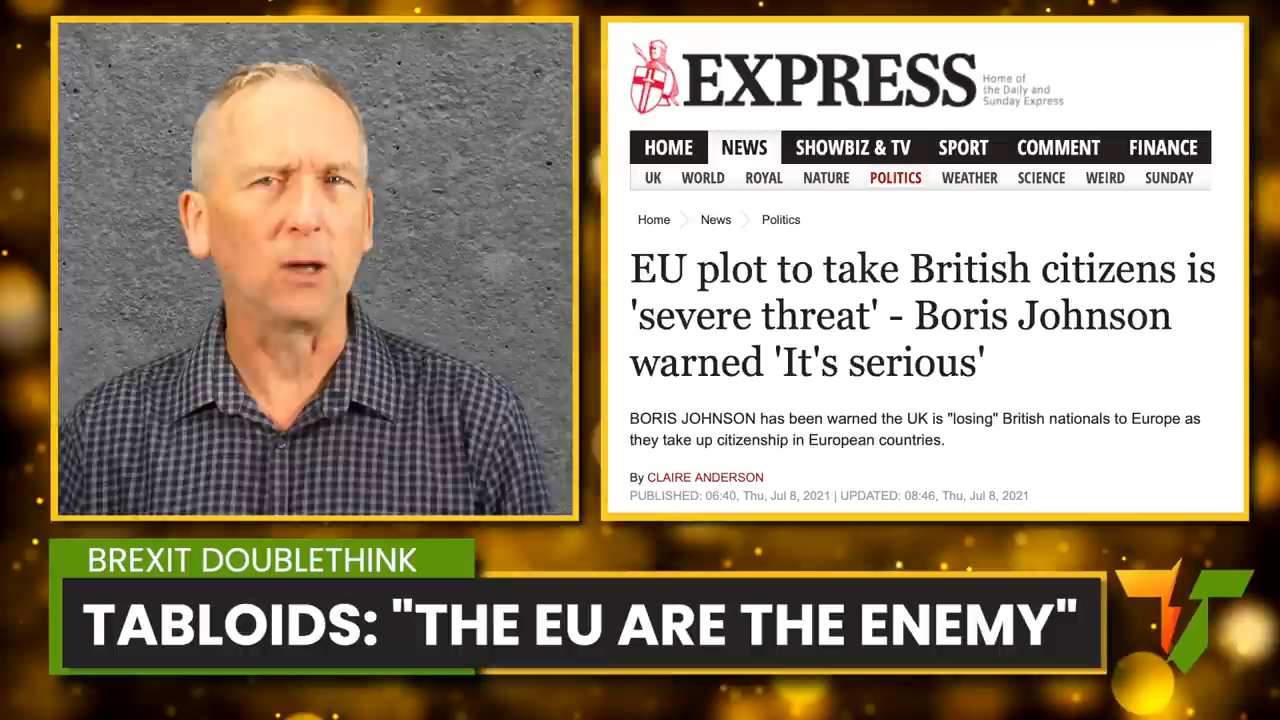 EXPRESS
Home of
the Daily and
Sunday Express
HOME NEWS SHOWBIZ & TV SPORT COMMENT FINANCE
UK WORLD ROYAL NATURE POLITICS WEATHER SCIENCE WEIRD SUNDAY
Home News Politics
EU plot to take British citizens is
'severe threat' - Boris Johnson
warned 'It's serious'
BORIS JOHNSON has been warned the UK is "losing" British nationals to Europe as
they take up citizenship in European countries.
By CLAIRE ANDERSON
PUBLISHED: 06:40, Thu, Jul 8, 2021 | UPDATED: 08:46, Thu, Jul 8, 2021
BREXIT DOUBLETHINK
TABLOIDS: "THE EU ARE THE ENEMY"